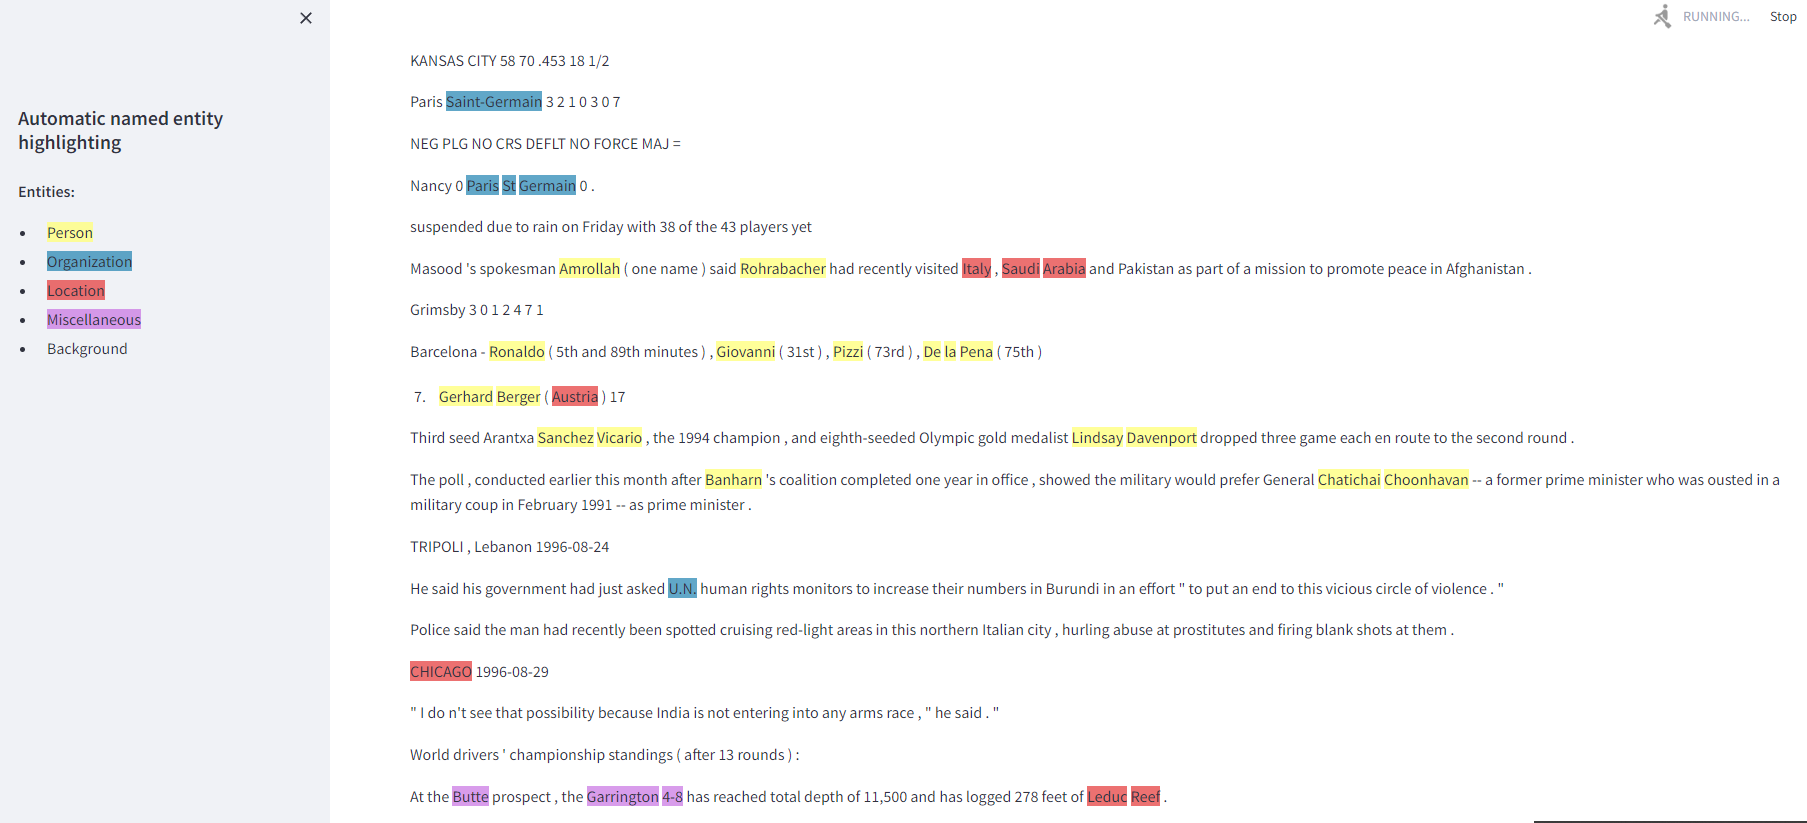 ×
RUNNING...
Stop
Automatic named entity
highlighting
Entities:
• Person
• Organization
• Location
• Miscellaneous
• Background
KANSAS CITY 58 70 .453 18 1/2
Paris Saint-Germain 3 2 1 0 3 0 7
NEG PLG NO CRS DEFLT NO FORCE MAJ =
Nancy 0 Paris St Germain 0 .
suspended due to rain on Friday with 38 of the 43 players yet
Masood 's spokesman Amrollah ( one name ) said Rohrabacher had recently visited Italy , Saudi Arabia and Pakistan as part of a mission to promote peace in Afghanistan .
Grimsby 3 0 1 2 4 7 1
Barcelona - Ronaldo ( 5th and 89th minutes ) , Giovanni ( 31st ) , Pizzi ( 73rd ) , De la Pena ( 75th )
7. Gerhard Berger ( Austria ) 17
Third seed Arantxa Sanchez Vicario , the 1994 champion , and eighth-seeded Olympic gold medalist Lindsay Davenport dropped three game each en route to the second round .
The poll , conducted earlier this month after Banharn 's coalition completed one year in office , showed the military would prefer General Chatichai Choonhavan -- a former prime minister who was ousted in a
military coup in February 1991 -- as prime minister .
TRIPOLI , Lebanon 1996-08-24
He said his government had just asked U.N. human rights monitors to increase their numbers in Burundi in an effort " to put an end to this vicious circle of violence . "
Police said the man had recently been spotted cruising red-light areas in this northern Italian city , hurling abuse at prostitutes and firing blank shots at them .
CHICAGO 1996-08-29
" I do n't see that possibility because India is not entering into any arms race , " he said . "
World drivers ' championship standings ( after 13 rounds ) :
At the Butte prospect , the Garrington 4-8 has reached total depth of 11,500 and has logged 278 feet of Leduc Reef .